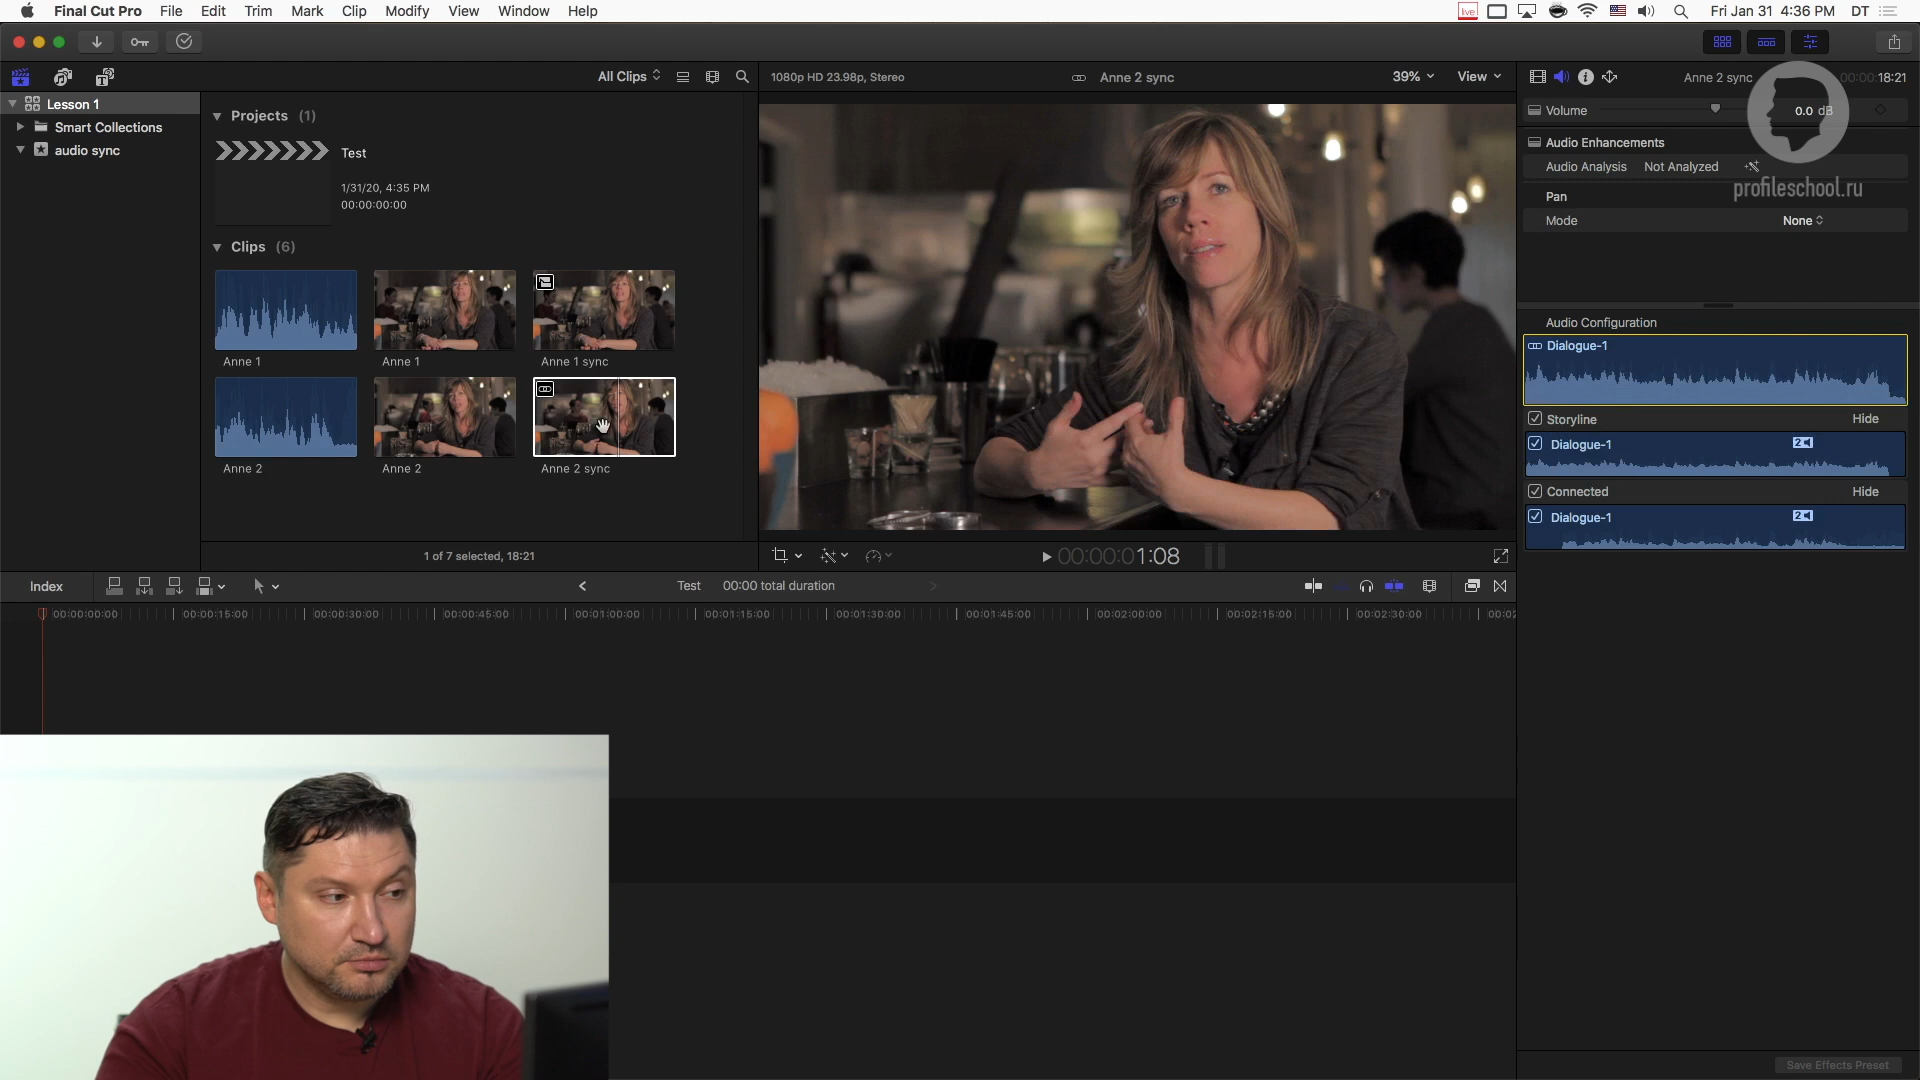 Final Cut Pro File Edit Trim Mark Clip Modify View Window Help
live Fri Jan 31 4:36 PM DT
All Clips
1080p HD 23.98p, Stereo
Anne 2 sync
39% View
Anne 2 sync
00:00:18:21
Lesson 1
Smart Collections
audio sync
Projects (1)
Test
1/31/20, 4:35 PM
00:00:00:00
Clips (6)
Anne 1
Anne 1
Anne 1 sync
Anne 2
Anne 2
Anne 2 sync
1 of 7 selected, 18:21
00:00:01:08
Volume 0.0 dB
Audio Enhancements
Audio Analysis Not Analyzed
profileschool.ru
Pan
Mode None
Audio Configuration
Dialogue-1
Storyline Hide
Dialogue-1 2
Connected Hide
Dialogue-1 2
Index
Test 00:00 total duration
00:00:00:00 00:00:15:00 00:00:30:00 00:00:45:00 00:01:00:00 00:01:15:00 00:01:30:00 00:01:45:00 00:02:00:00 00:02:15:00 00:02:30:00 00:02
Save Effects Preset